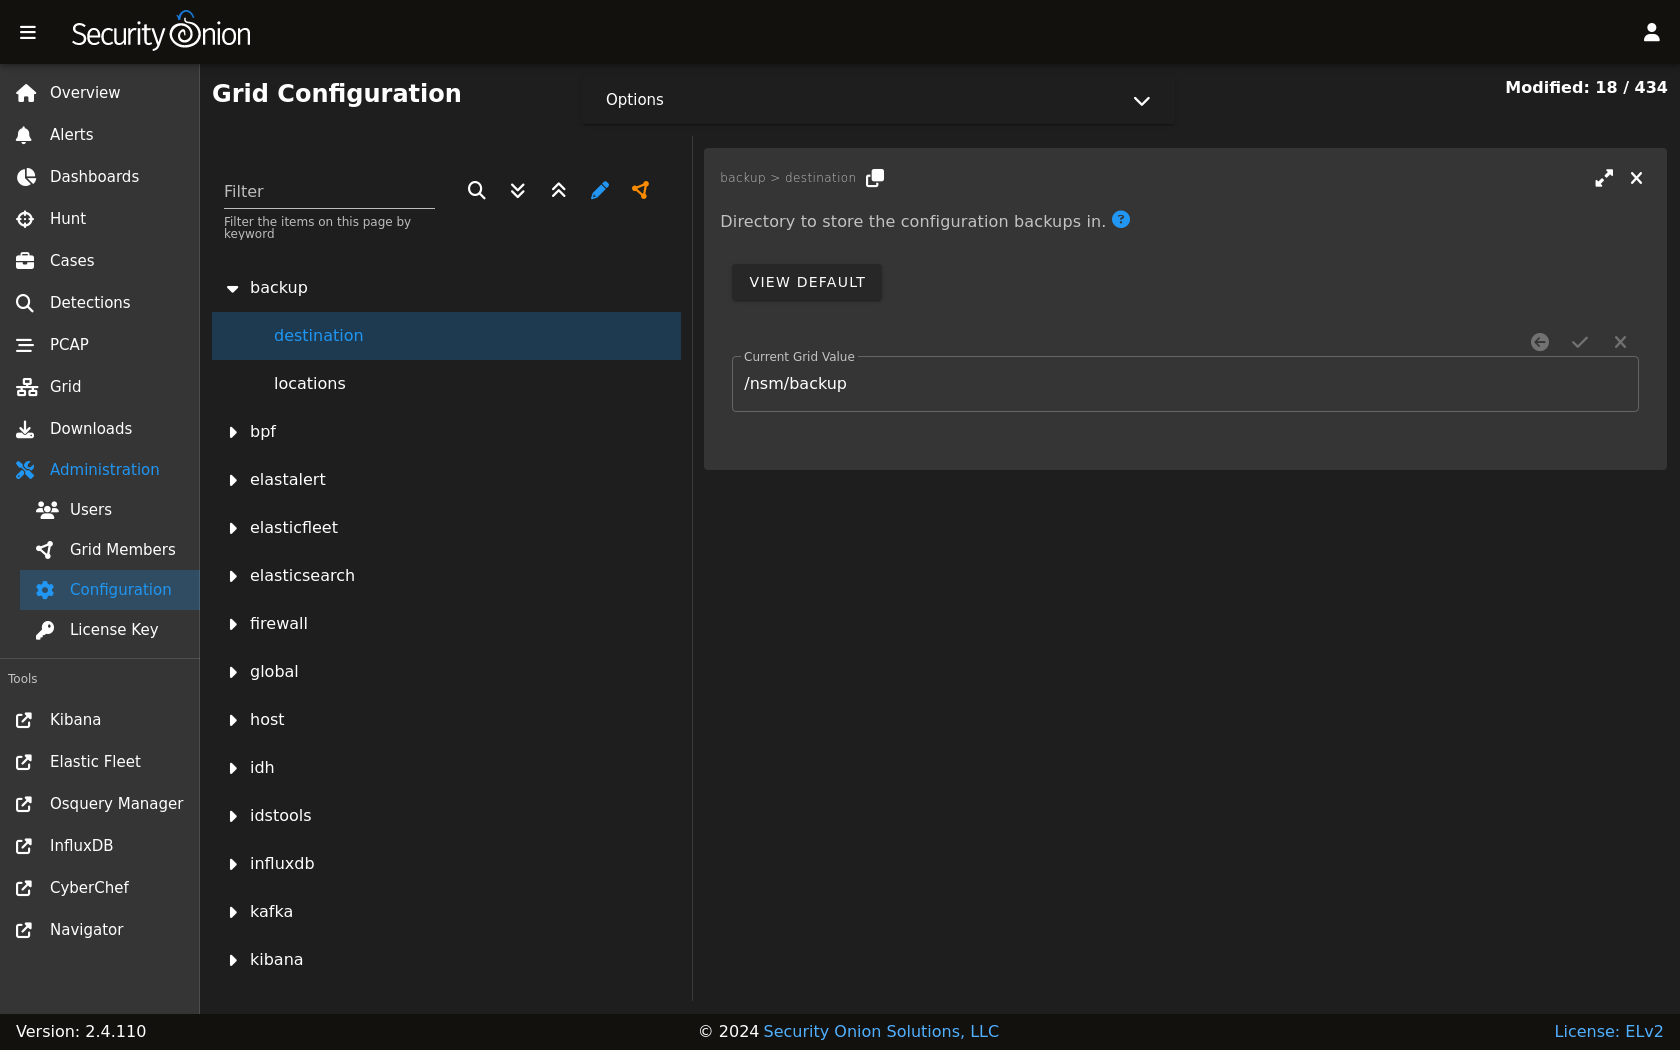 Security Onion
Overview
Alerts
Dashboards
Hunt
Cases
Detections
PCAP
Grid
Downloads
Administration
Users
Grid Members
Configuration
License Key
Tools
Kibana
Elastic Fleet
Osquery Manager
InfluxDB
CyberChef
Navigator
Grid Configuration
Options
Modified: 18 / 434
Filter
Filter the items on this page by
keyword
backup
destination
locations
bpf
elastalert
elasticfleet
elasticsearch
firewall
global
host
idh
idstools
influxdb
kafka
kibana
backup > destination
Directory to store the configuration backups in. ?
VIEW DEFAULT
Current Grid Value
/nsm/backup
Version: 2.4.110
© 2024 Security Onion Solutions, LLC
License: ELv2